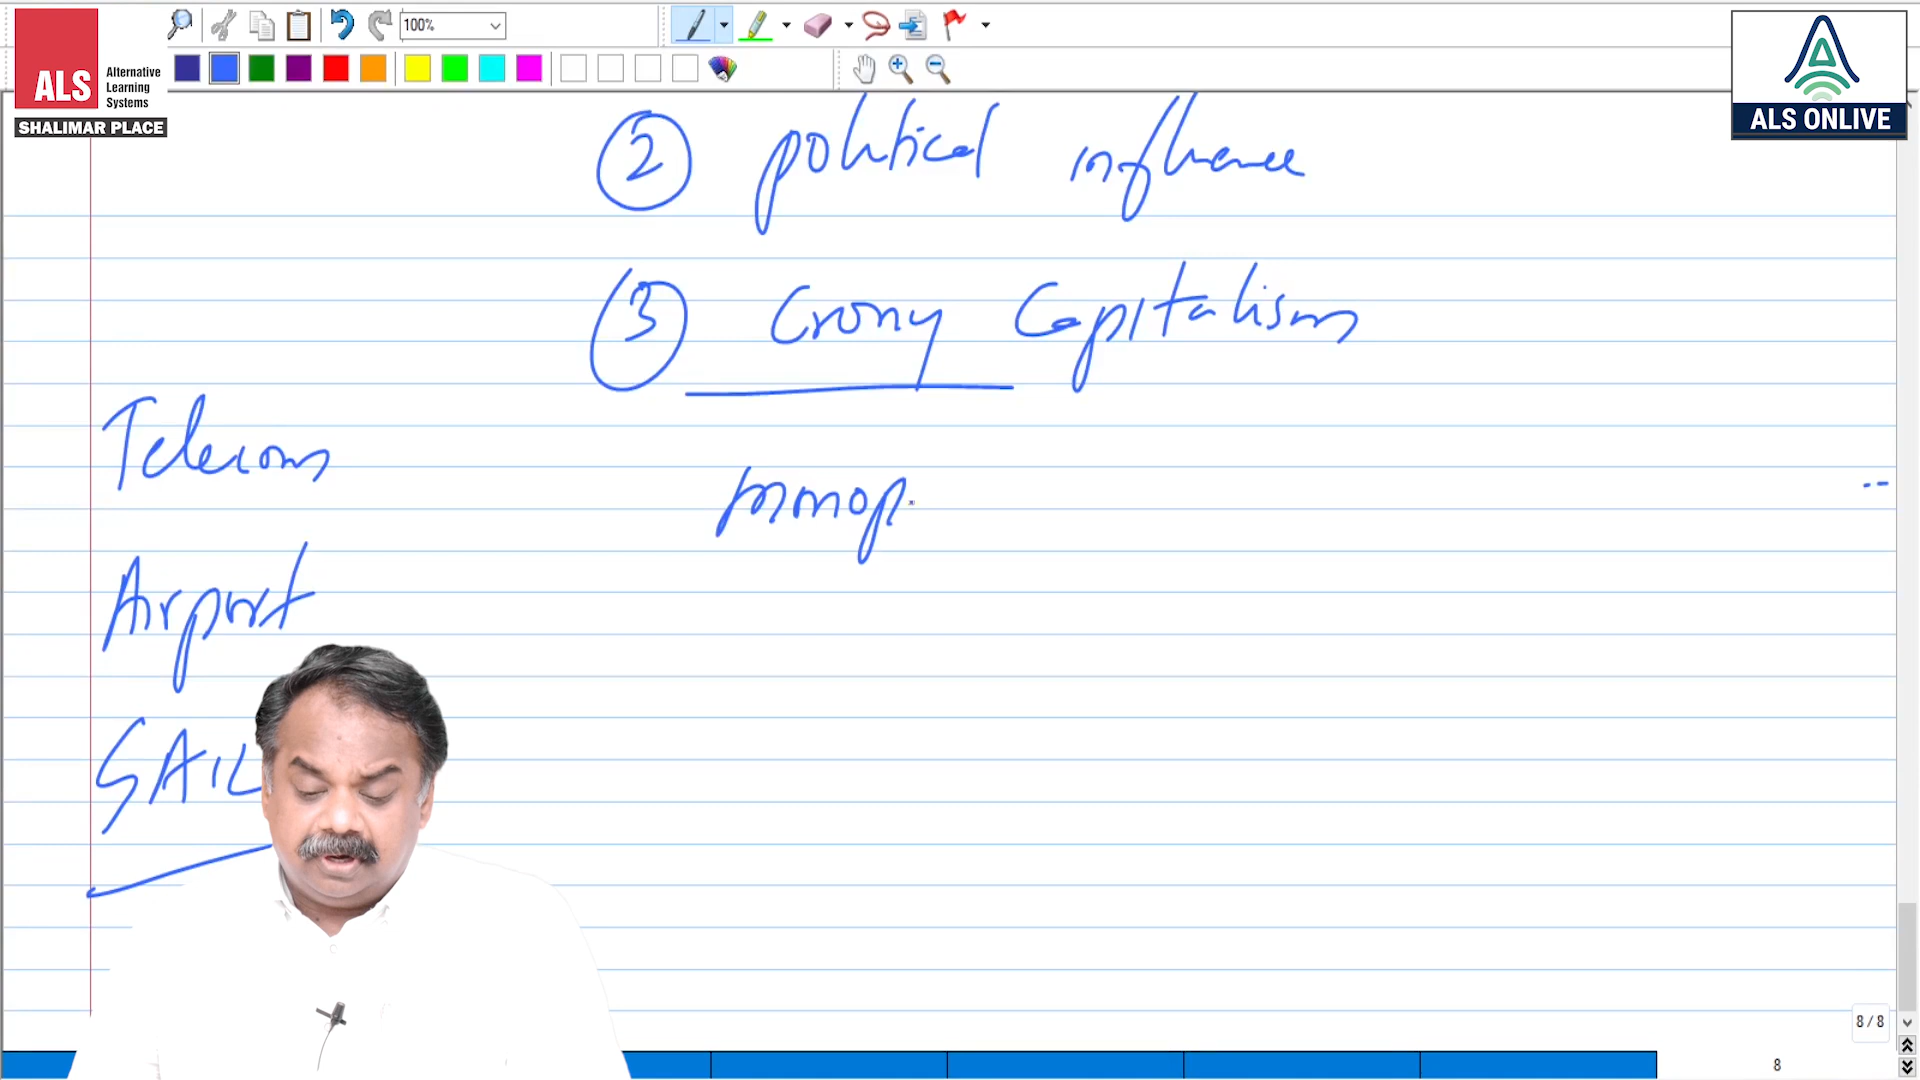 100%
ALS
Alternative
Learning
Systems
SHALIMAR PLACE
ALS ONLIVE
2 political influence
3 Crony Capitalism
Telecom
monop
Airport
SAIL
8 / 8
8